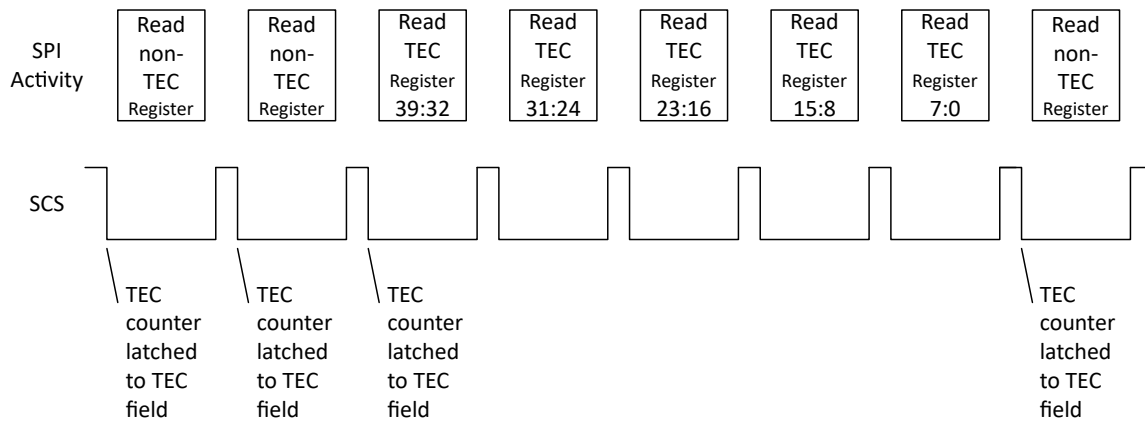 SPI
Activity
Read
non-
TEC
Register
Read
non-
TEC
Register
Read
TEC
Register
39:32
Read
TEC
Register
31:24
Read
TEC
Register
23:16
Read
TEC
Register
15:8
Read
TEC
Register
7:0
Read
non-
TEC
Register
SCS
TEC
counter
latched
to TEC
field
TEC
counter
latched
to TEC
field
TEC
counter
latched
to TEC
field
TEC
counter
latched
to TEC
field